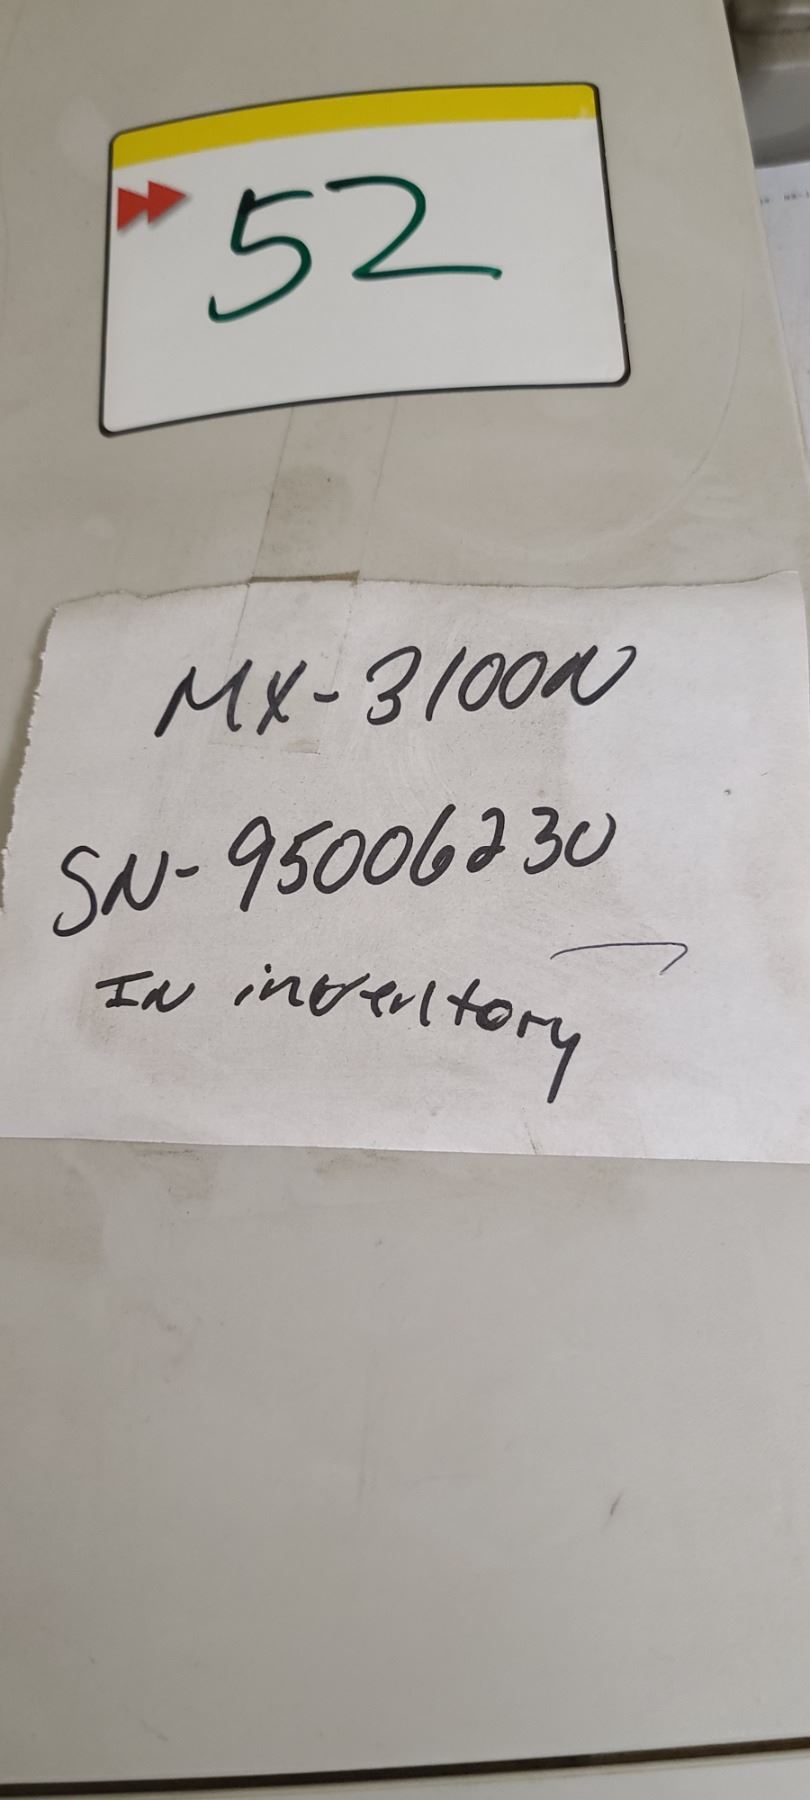 52
MX-3100N
SN-95006230
IN inventory